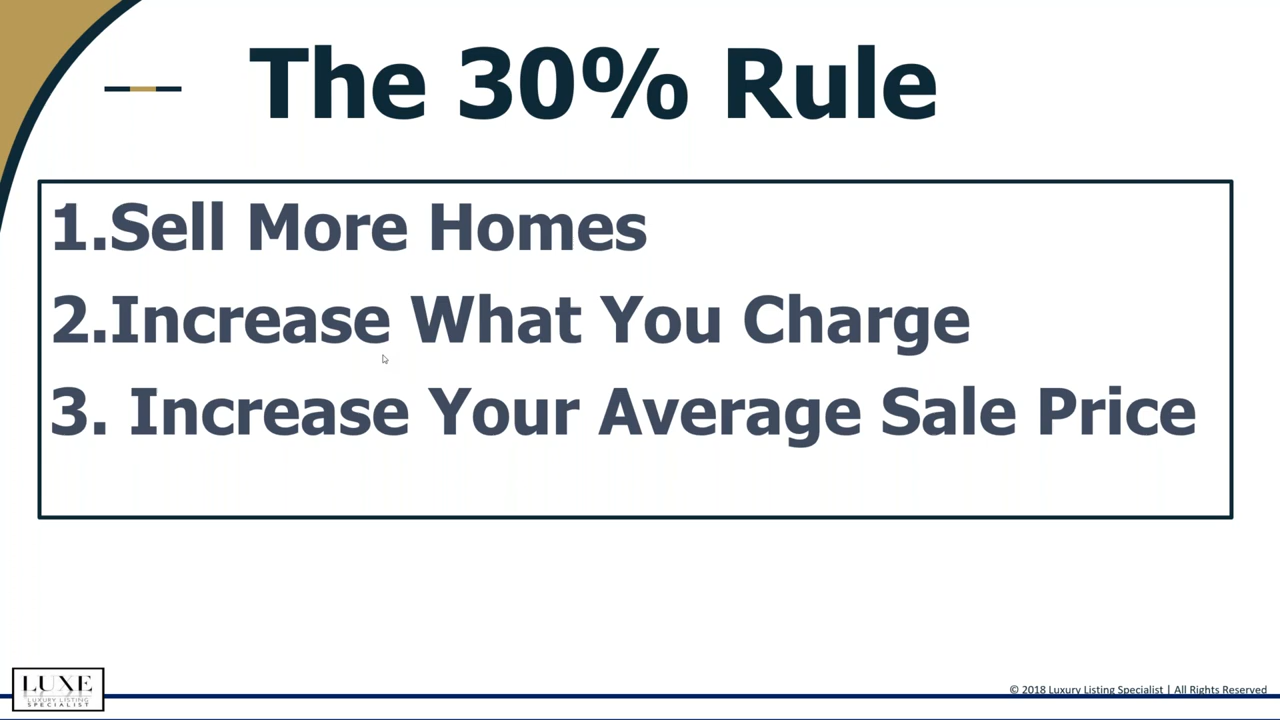 The 30% Rule
1.Sell More Homes
2.Increase What You Charge
3. Increase Your Average Sale Price
LUXE
LUXURY LISTING
SPECIALIST
© 2018 Luxury Listing Specialist | All Rights Reserved